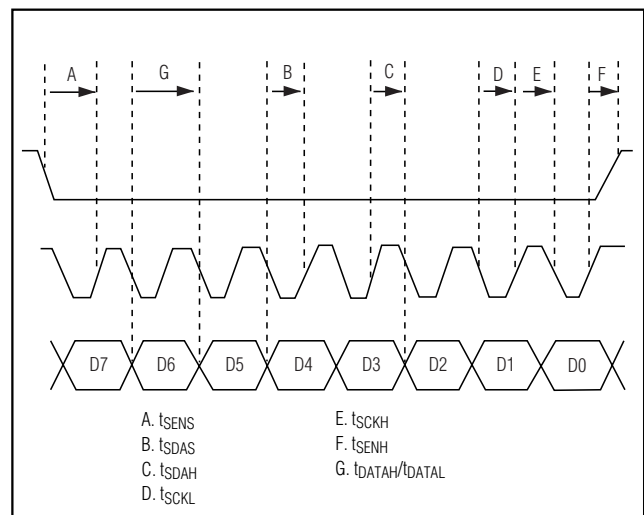 A G B C D E F
D7 D6 D5 D4 D3 D2 D1 D0
A. tSENS
B. tSDAS
C. tSDAH
D. tSCKL
E. tSCKH
F. tSENH
G. tDATAH/tDATAL